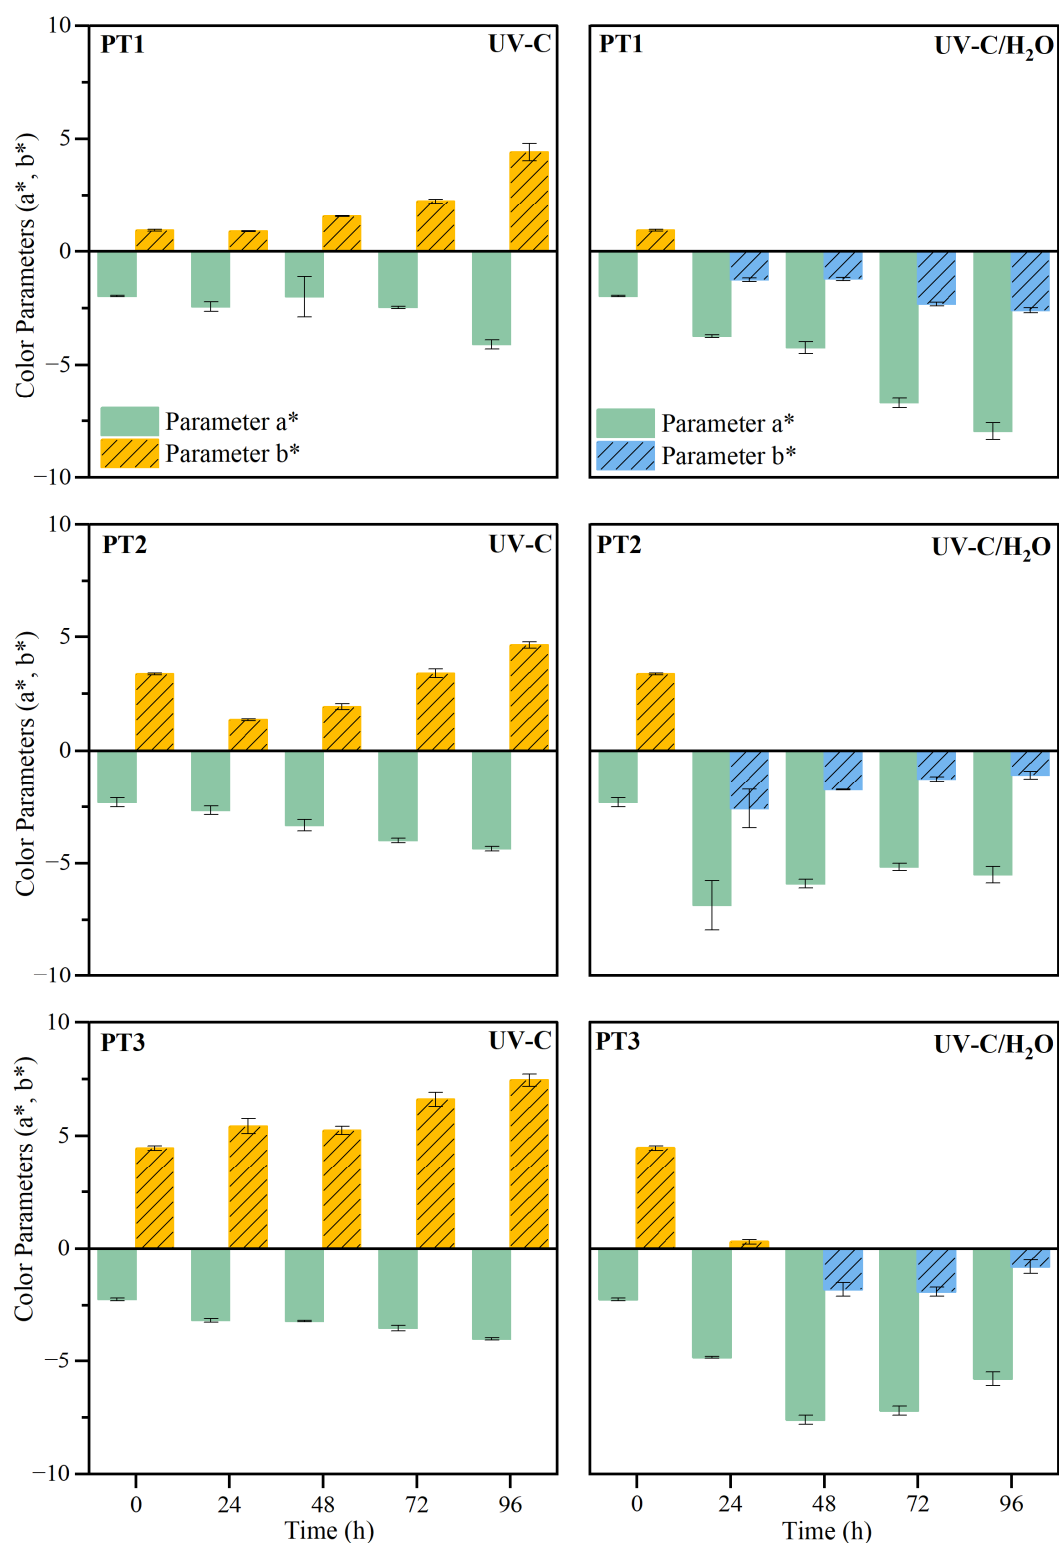 PT1 UV-C
10
5
0
−5
−10
Color Parameters (a*, b*)
Parameter a*
Parameter b*
PT1 UV-C/H₂O
Parameter a*
Parameter b*
PT2 UV-C
10
5
0
−5
−10
Color Parameters (a*, b*)
PT2 UV-C/H₂O
PT3 UV-C
10
5
0
−5
−10
Color Parameters (a*, b*)
0 24 48 72 96
Time (h)
PT3 UV-C/H₂O
0 24 48 72 96
Time (h)